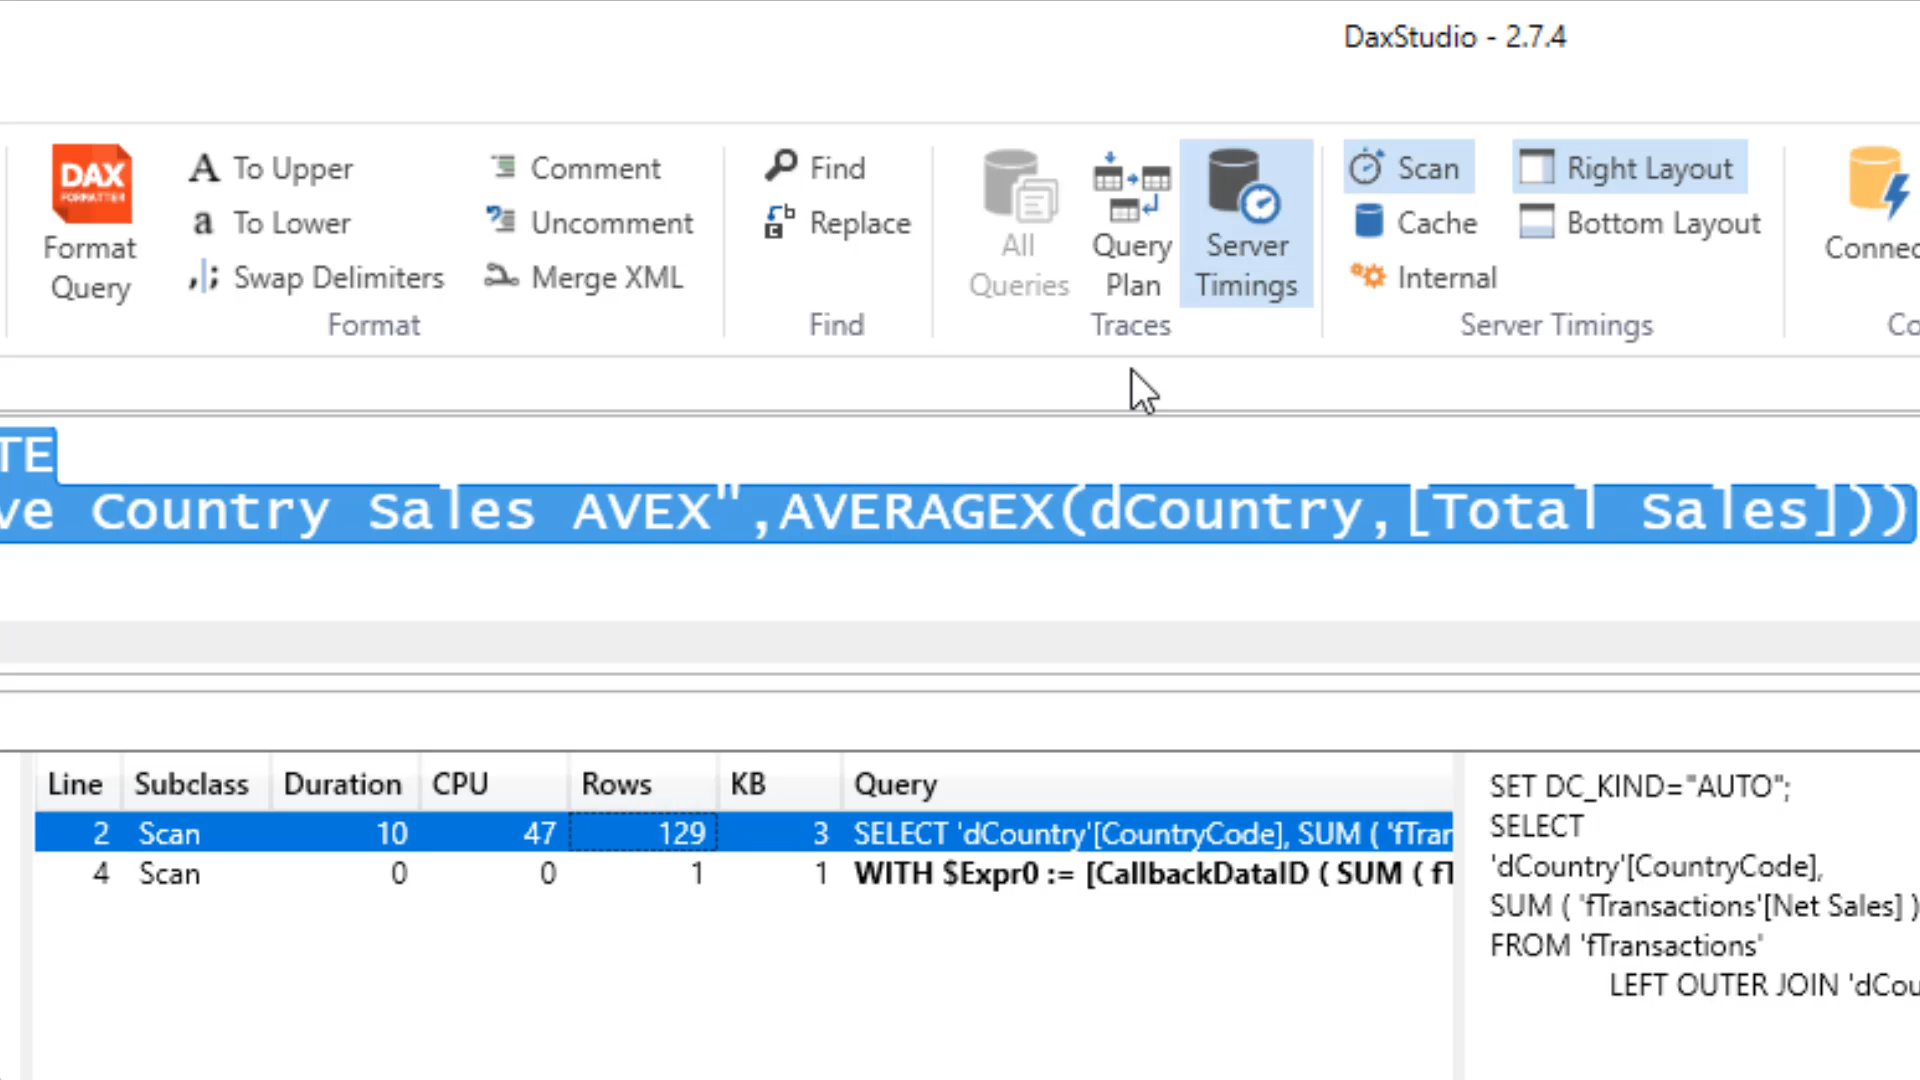 DaxStudio - 2.7.4
DAX
FORMATTER
Format
Query
A To Upper
a To Lower
Swap Delimiters
Format
Comment
Uncomment
Merge XML
Find
Replace
Find
All
Queries
Query
Plan
Server
Timings
Traces
Scan
Cache
Internal
Right Layout
Bottom Layout
Server Timings
Connec
Co
TE
ve Country Sales AVEX",AVERAGEX(dCountry,[Total Sales]))
Line Subclass Duration CPU Rows KB Query
2 Scan 10 47 129 3 SELECT 'dCountry'[CountryCode], SUM ( 'fTran
4 Scan 0 0 1 1 WITH $Expr0 := [CallbackDataID ( SUM ( fT
SET DC_KIND="AUTO";
SELECT
'dCountry'[CountryCode],
SUM ( 'fTransactions'[Net Sales] )
FROM 'fTransactions'
LEFT OUTER JOIN 'dCou